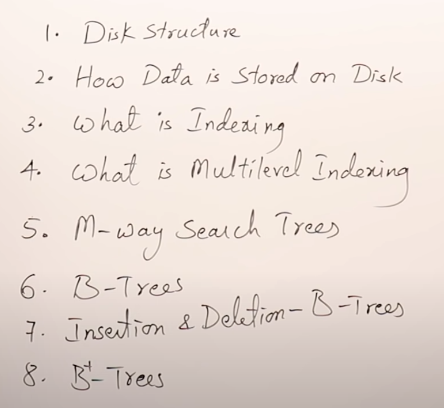 1. Disk Structure
2. How Data is Stored on Disk
3. What is Indexing
4. What is Multilevel Indexing
5. M-way Search Trees
6. B-Trees
7. Insertion & Deletion - B-Trees
8. B+-Trees